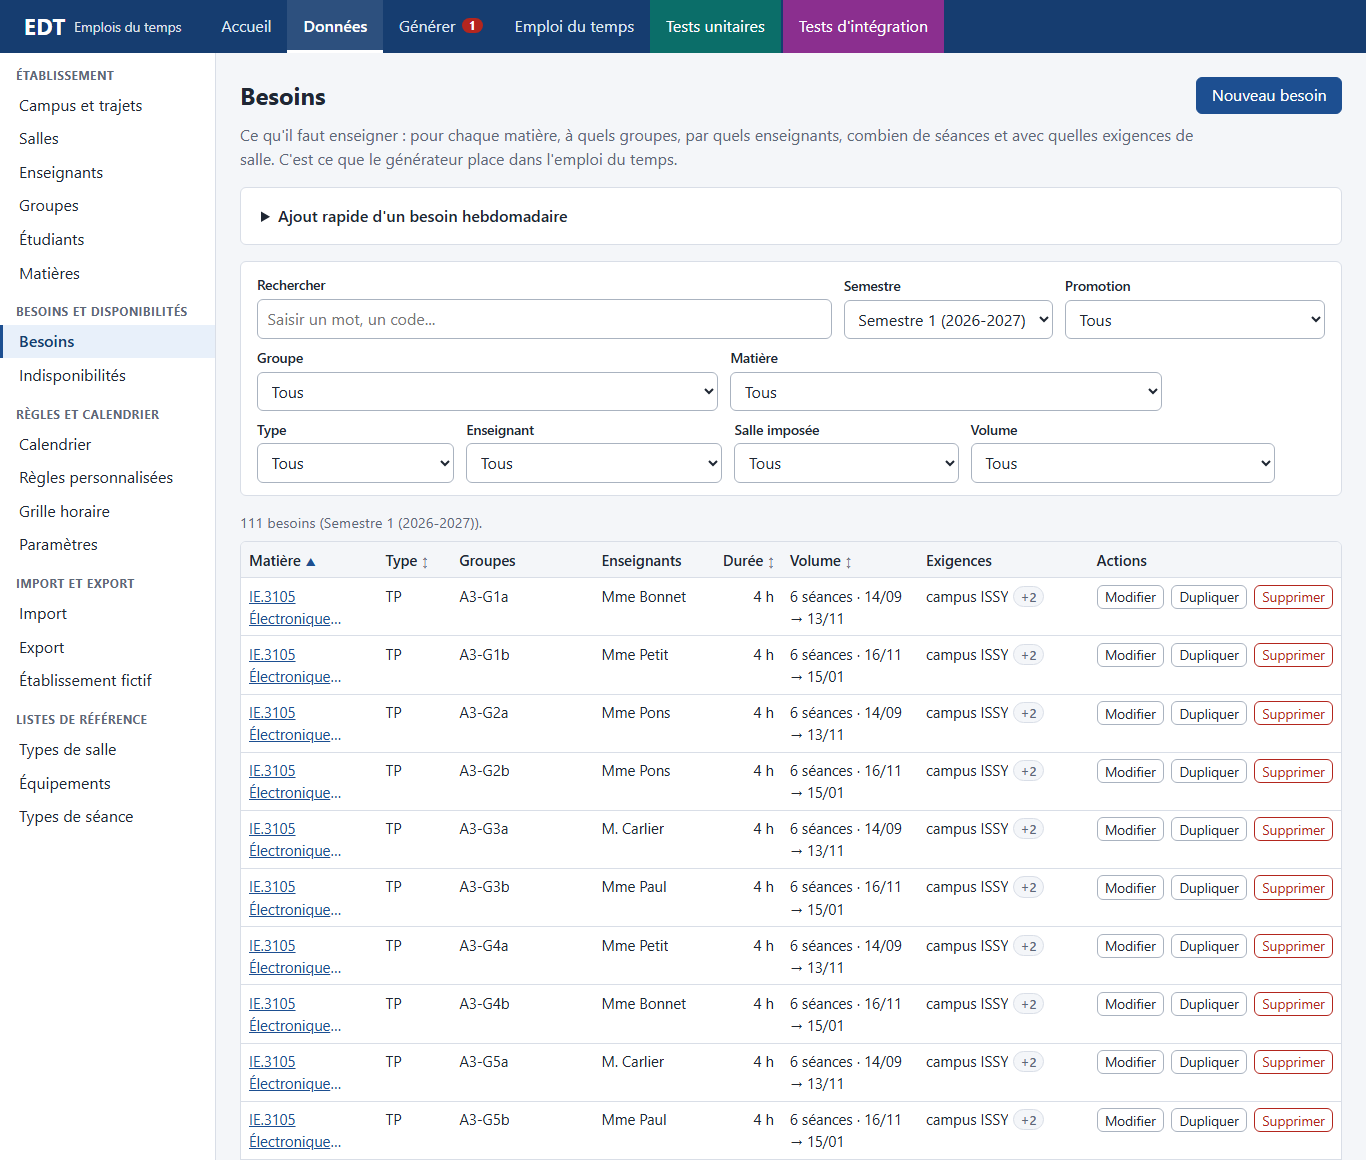 EDT Emplois du temps Accueil Données Générer 1 Emploi du temps Tests unitaires Tests d'intégration
ÉTABLISSEMENT
Campus et trajets
Salles
Enseignants
Groupes
Étudiants
Matières
BESOINS ET DISPONIBILITÉS
Besoins
Indisponibilités
RÈGLES ET CALENDRIER
Calendrier
Règles personnalisées
Grille horaire
Paramètres
IMPORT ET EXPORT
Import
Export
Établissement fictif
LISTES DE RÉFÉRENCE
Types de salle
Équipements
Types de séance
Besoins
Nouveau besoin
Ce qu'il faut enseigner : pour chaque matière, à quels groupes, par quels enseignants, combien de séances et avec quelles exigences de
salle. C'est ce que le générateur place dans l'emploi du temps.
▶ Ajout rapide d'un besoin hebdomadaire
Rechercher Semestre Promotion
Saisir un mot, un code... Semestre 1 (2026-2027) Tous
Groupe Matière
Tous Tous
Type Enseignant Salle imposée Volume
Tous Tous Tous Tous
111 besoins (Semestre 1 (2026-2027)).
Matière ▲ Type ↕ Groupes Enseignants Durée ↕ Volume ↕ Exigences Actions
IE.3105 TP A3-G1a Mme Bonnet 4 h 6 séances · 14/09 campus ISSY +2 Modifier Dupliquer Supprimer
Électronique... → 13/11
IE.3105 TP A3-G1b Mme Petit 4 h 6 séances · 16/11 campus ISSY +2 Modifier Dupliquer Supprimer
Électronique... → 15/01
IE.3105 TP A3-G2a Mme Pons 4 h 6 séances · 14/09 campus ISSY +2 Modifier Dupliquer Supprimer
Électronique... → 13/11
IE.3105 TP A3-G2b Mme Pons 4 h 6 séances · 16/11 campus ISSY +2 Modifier Dupliquer Supprimer
Électronique... → 15/01
IE.3105 TP A3-G3a M. Carlier 4 h 6 séances · 14/09 campus ISSY +2 Modifier Dupliquer Supprimer
Électronique... → 13/11
IE.3105 TP A3-G3b Mme Paul 4 h 6 séances · 16/11 campus ISSY +2 Modifier Dupliquer Supprimer
Électronique... → 15/01
IE.3105 TP A3-G4a Mme Petit 4 h 6 séances · 14/09 campus ISSY +2 Modifier Dupliquer Supprimer
Électronique... → 13/11
IE.3105 TP A3-G4b Mme Bonnet 4 h 6 séances · 16/11 campus ISSY +2 Modifier Dupliquer Supprimer
Électronique... → 15/01
IE.3105 TP A3-G5a M. Carlier 4 h 6 séances · 14/09 campus ISSY +2 Modifier Dupliquer Supprimer
Électronique... → 13/11
IE.3105 TP A3-G5b Mme Paul 4 h 6 séances · 16/11 campus ISSY +2 Modifier Dupliquer Supprimer
Électronique... → 15/01